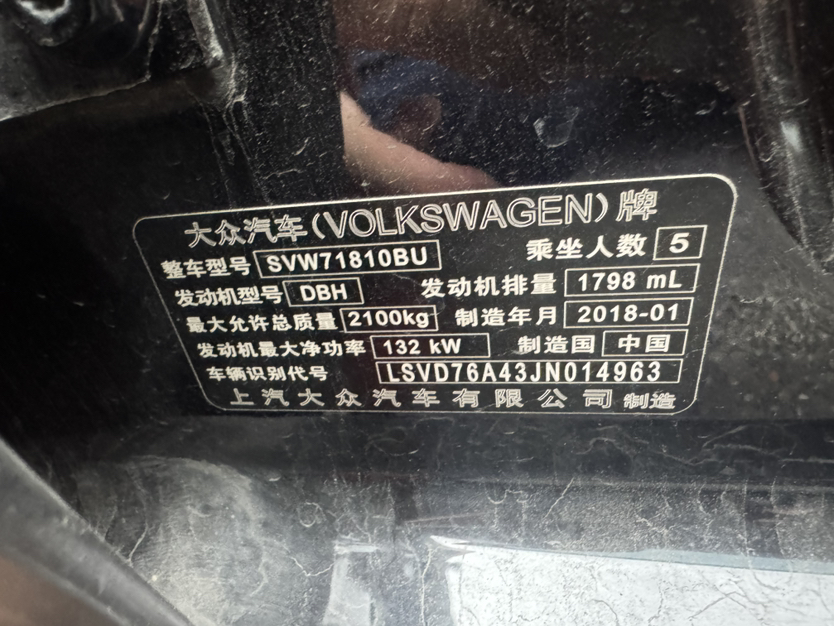 大众汽车(VOLKSWAGEN)牌
整车型号 SVW71810BU 乘坐人数 5
发动机型号 DBH 发动机排量 1798 mL
最大允许总质量 2100kg 制造年月 2018-01
发动机最大净功率 132 kW 制造国 中国
车辆识别代号 LSVD76A43JN014963
上汽大众汽车有限公司 制造